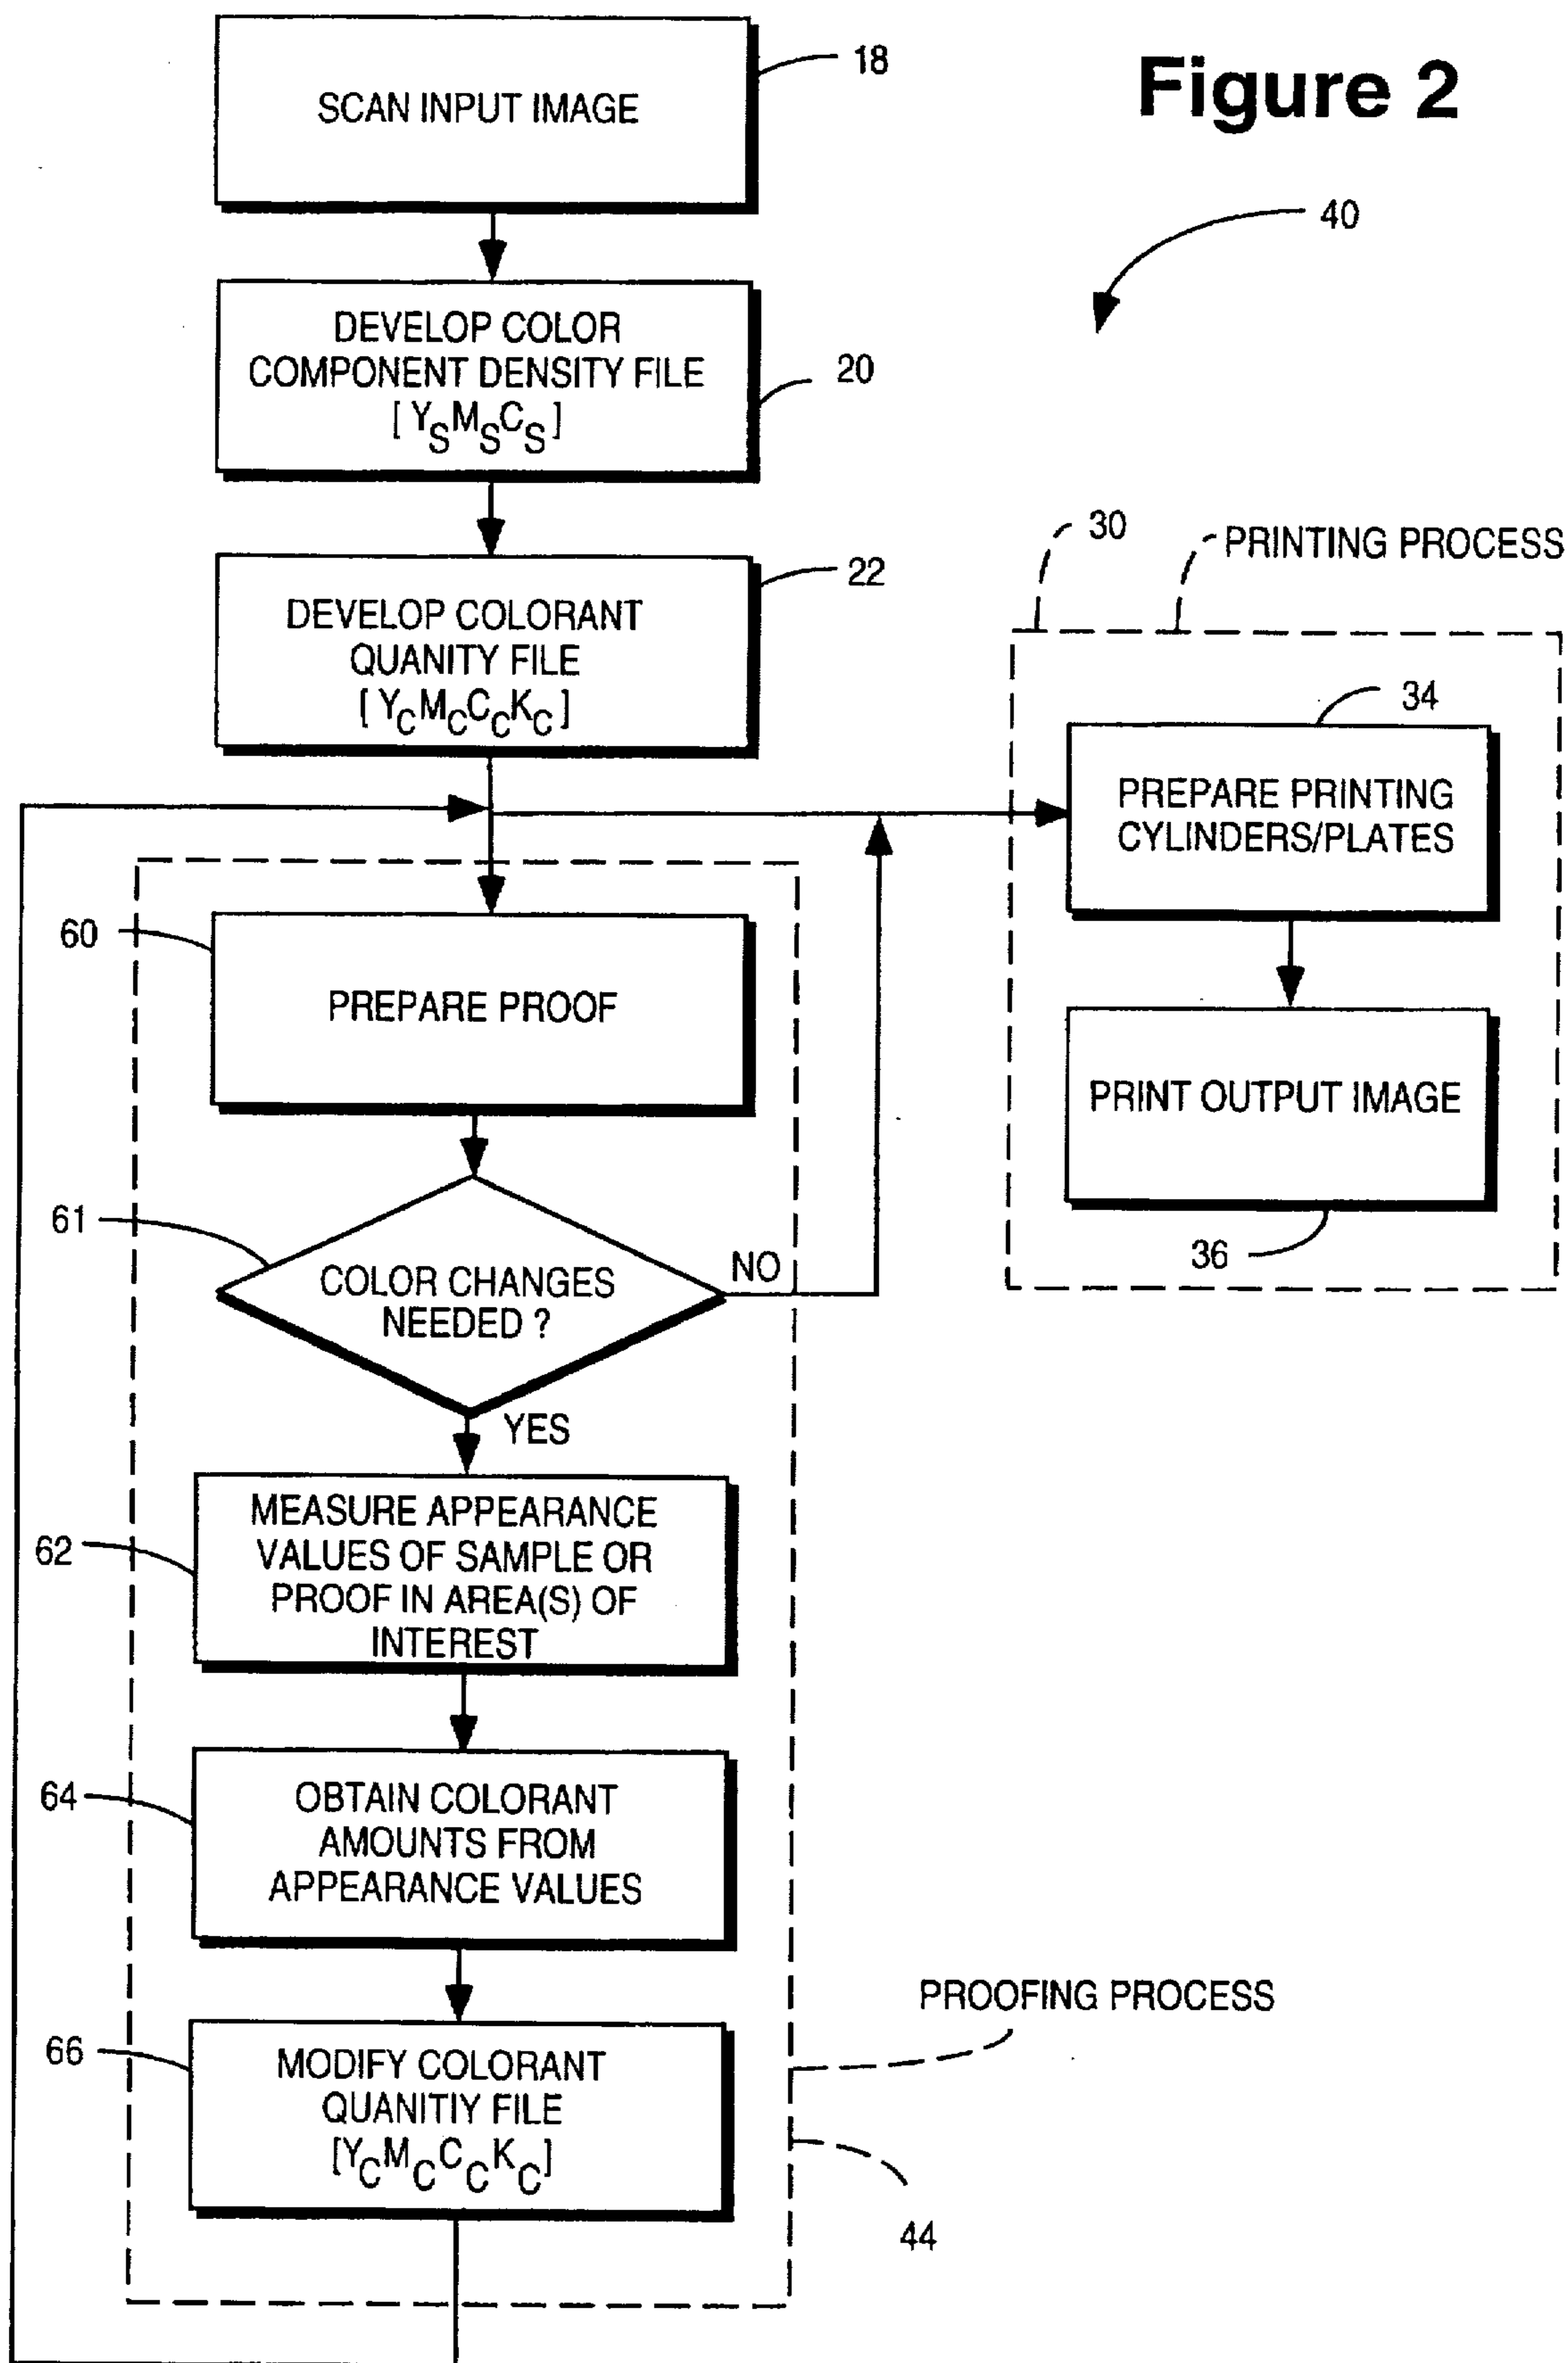 Figure 2
40
SCAN INPUT IMAGE
18
DEVELOP COLOR
COMPONENT DENSITY FILE
[ YSMSCS ]
20
DEVELOP COLORANT
QUANITY FILE
[ YCMCCCKC ]
22
30
PRINTING PROCESS
34
PREPARE PRINTING
CYLINDERS/PLATES
PRINT OUTPUT IMAGE
36
60
PREPARE PROOF
61
COLOR CHANGES
NEEDED ?
NO
YES
62
MEASURE APPEARANCE
VALUES OF SAMPLE OR
PROOF IN AREA(S) OF
INTEREST
64
OBTAIN COLORANT
AMOUNTS FROM
APPEARANCE VALUES
66
MODIFY COLORANT
QUANITIY FILE
[YCMCCCKC]
PROOFING PROCESS
44